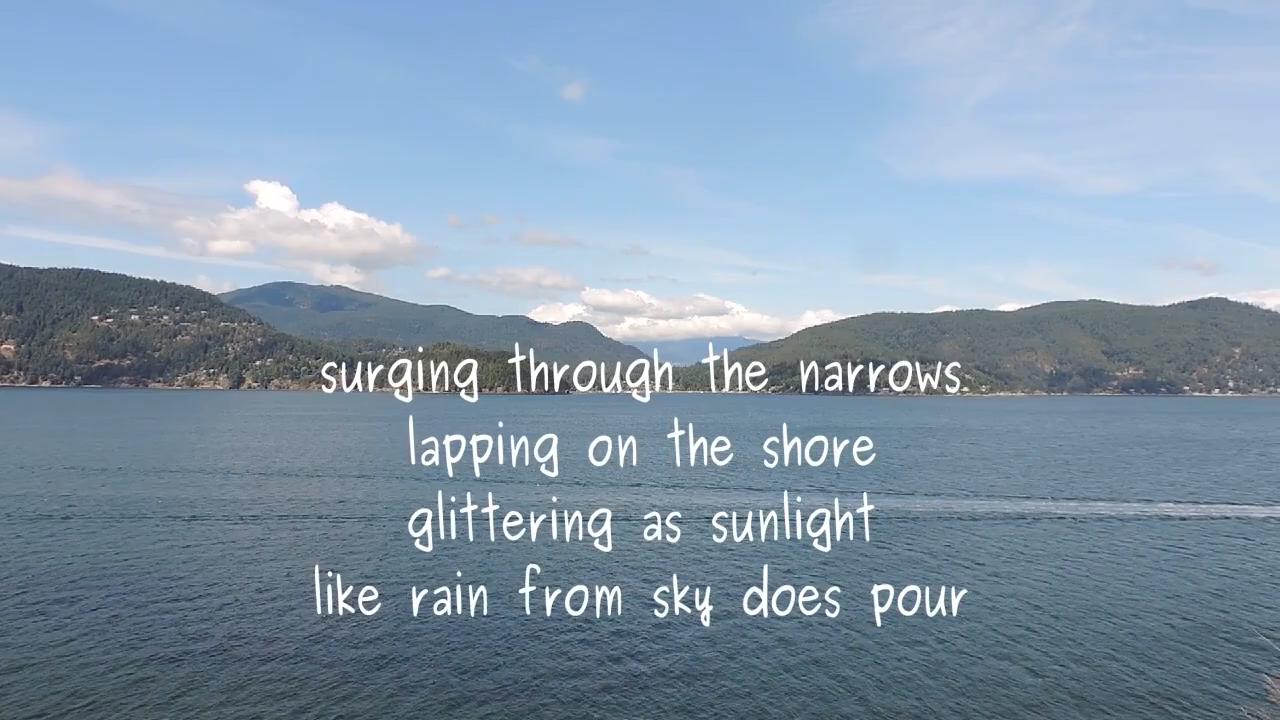 surging through the narrows
lapping on the shore
glittering as sunlight
like rain from sky does pour